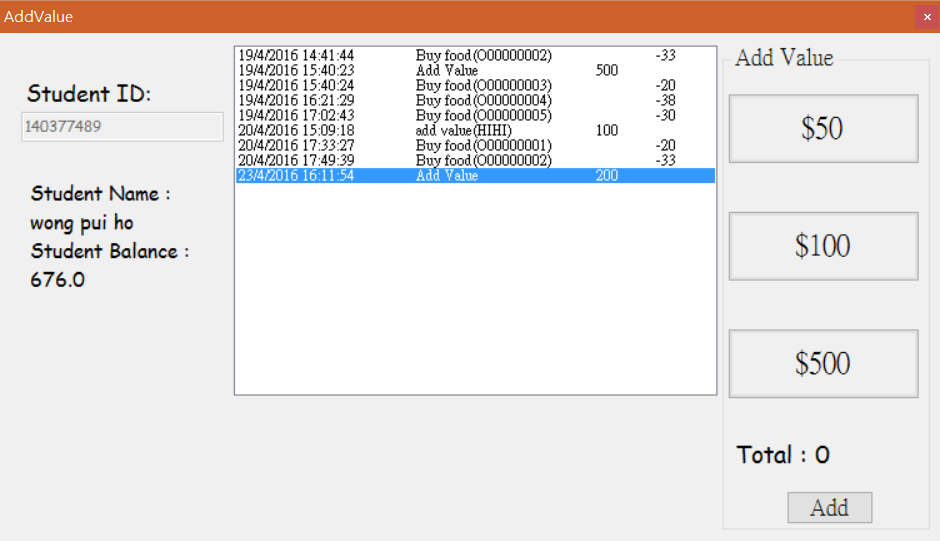 AddValue
Student ID:
140377489
Student Name :
wong pui ho
Student Balance :
676.0
19/4/2016 14:41:44 Buy food(O00000002) -33
19/4/2016 15:40:23 Add Value 500
19/4/2016 15:40:24 Buy food(O00000003) -20
19/4/2016 16:21:29 Buy food(O00000004) -38
19/4/2016 17:02:43 Buy food(O00000005) -30
20/4/2016 15:09:18 add value(HIHI) 100
20/4/2016 17:33:27 Buy food(O00000001) -20
20/4/2016 17:49:39 Buy food(O00000002) -33
23/4/2016 16:11:54 Add Value 200
Add Value
$50
$100
$500
Total : 0
Add